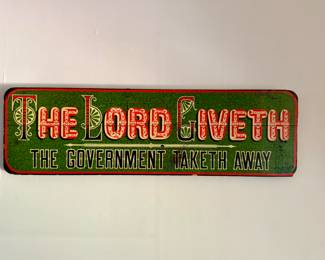 THE LORD GIVETH
THE GOVERNMENT TAKETH AWAY